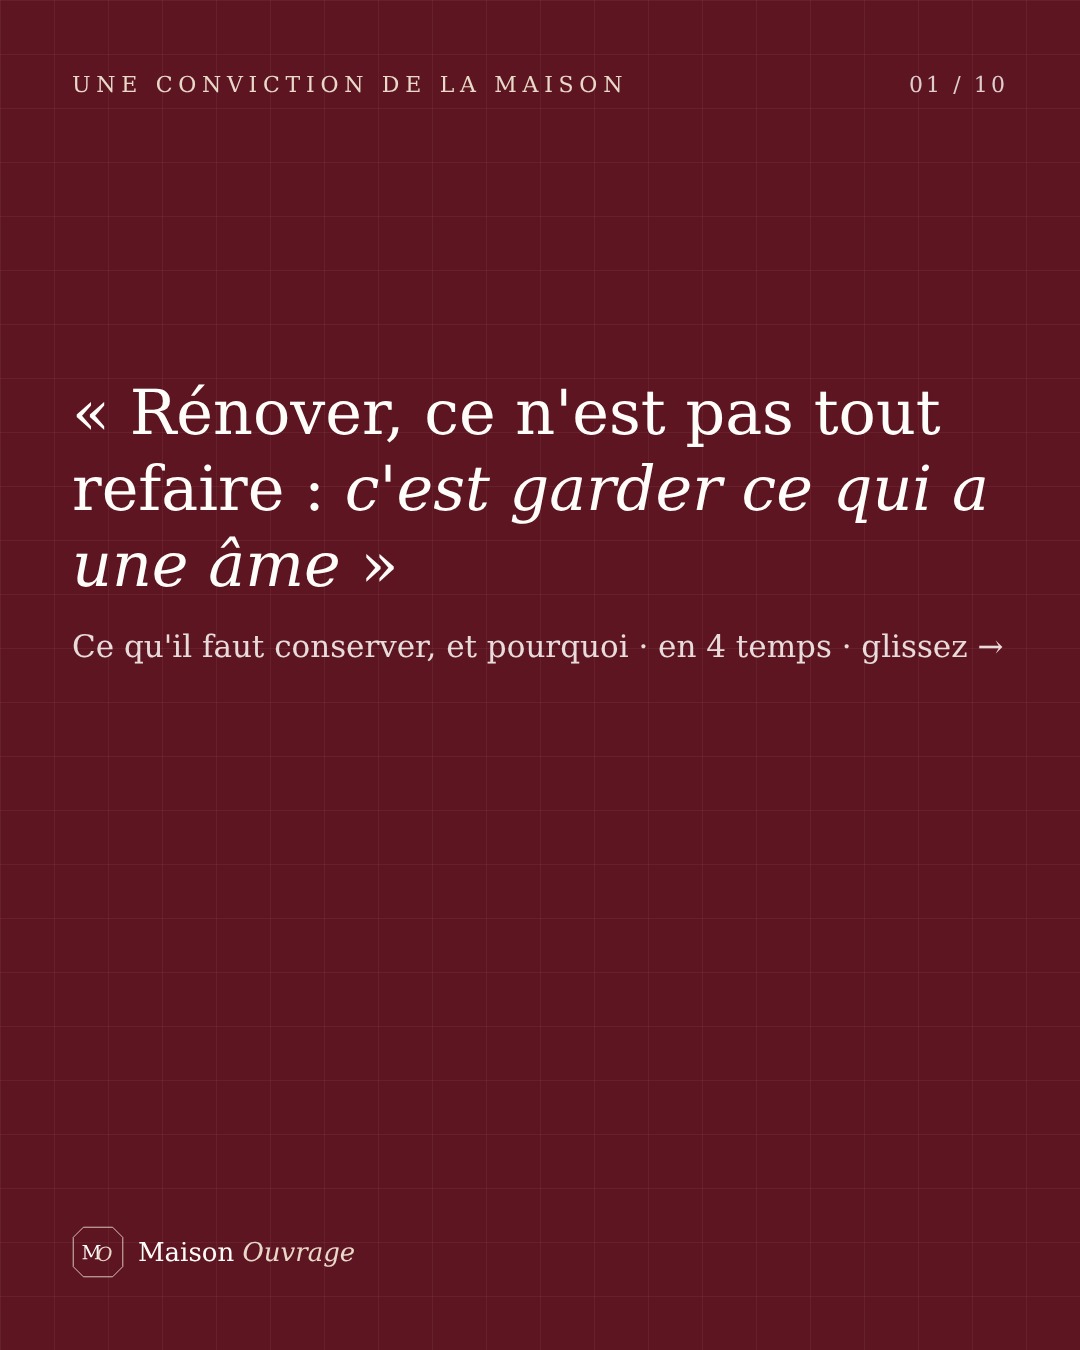 UNE CONVICTION DE LA MAISON
01 / 10
« Rénover, ce n'est pas tout
refaire : c'est garder ce qui a
une âme »
Ce qu'il faut conserver, et pourquoi · en 4 temps · glissez →
MO
Maison Ouvrage